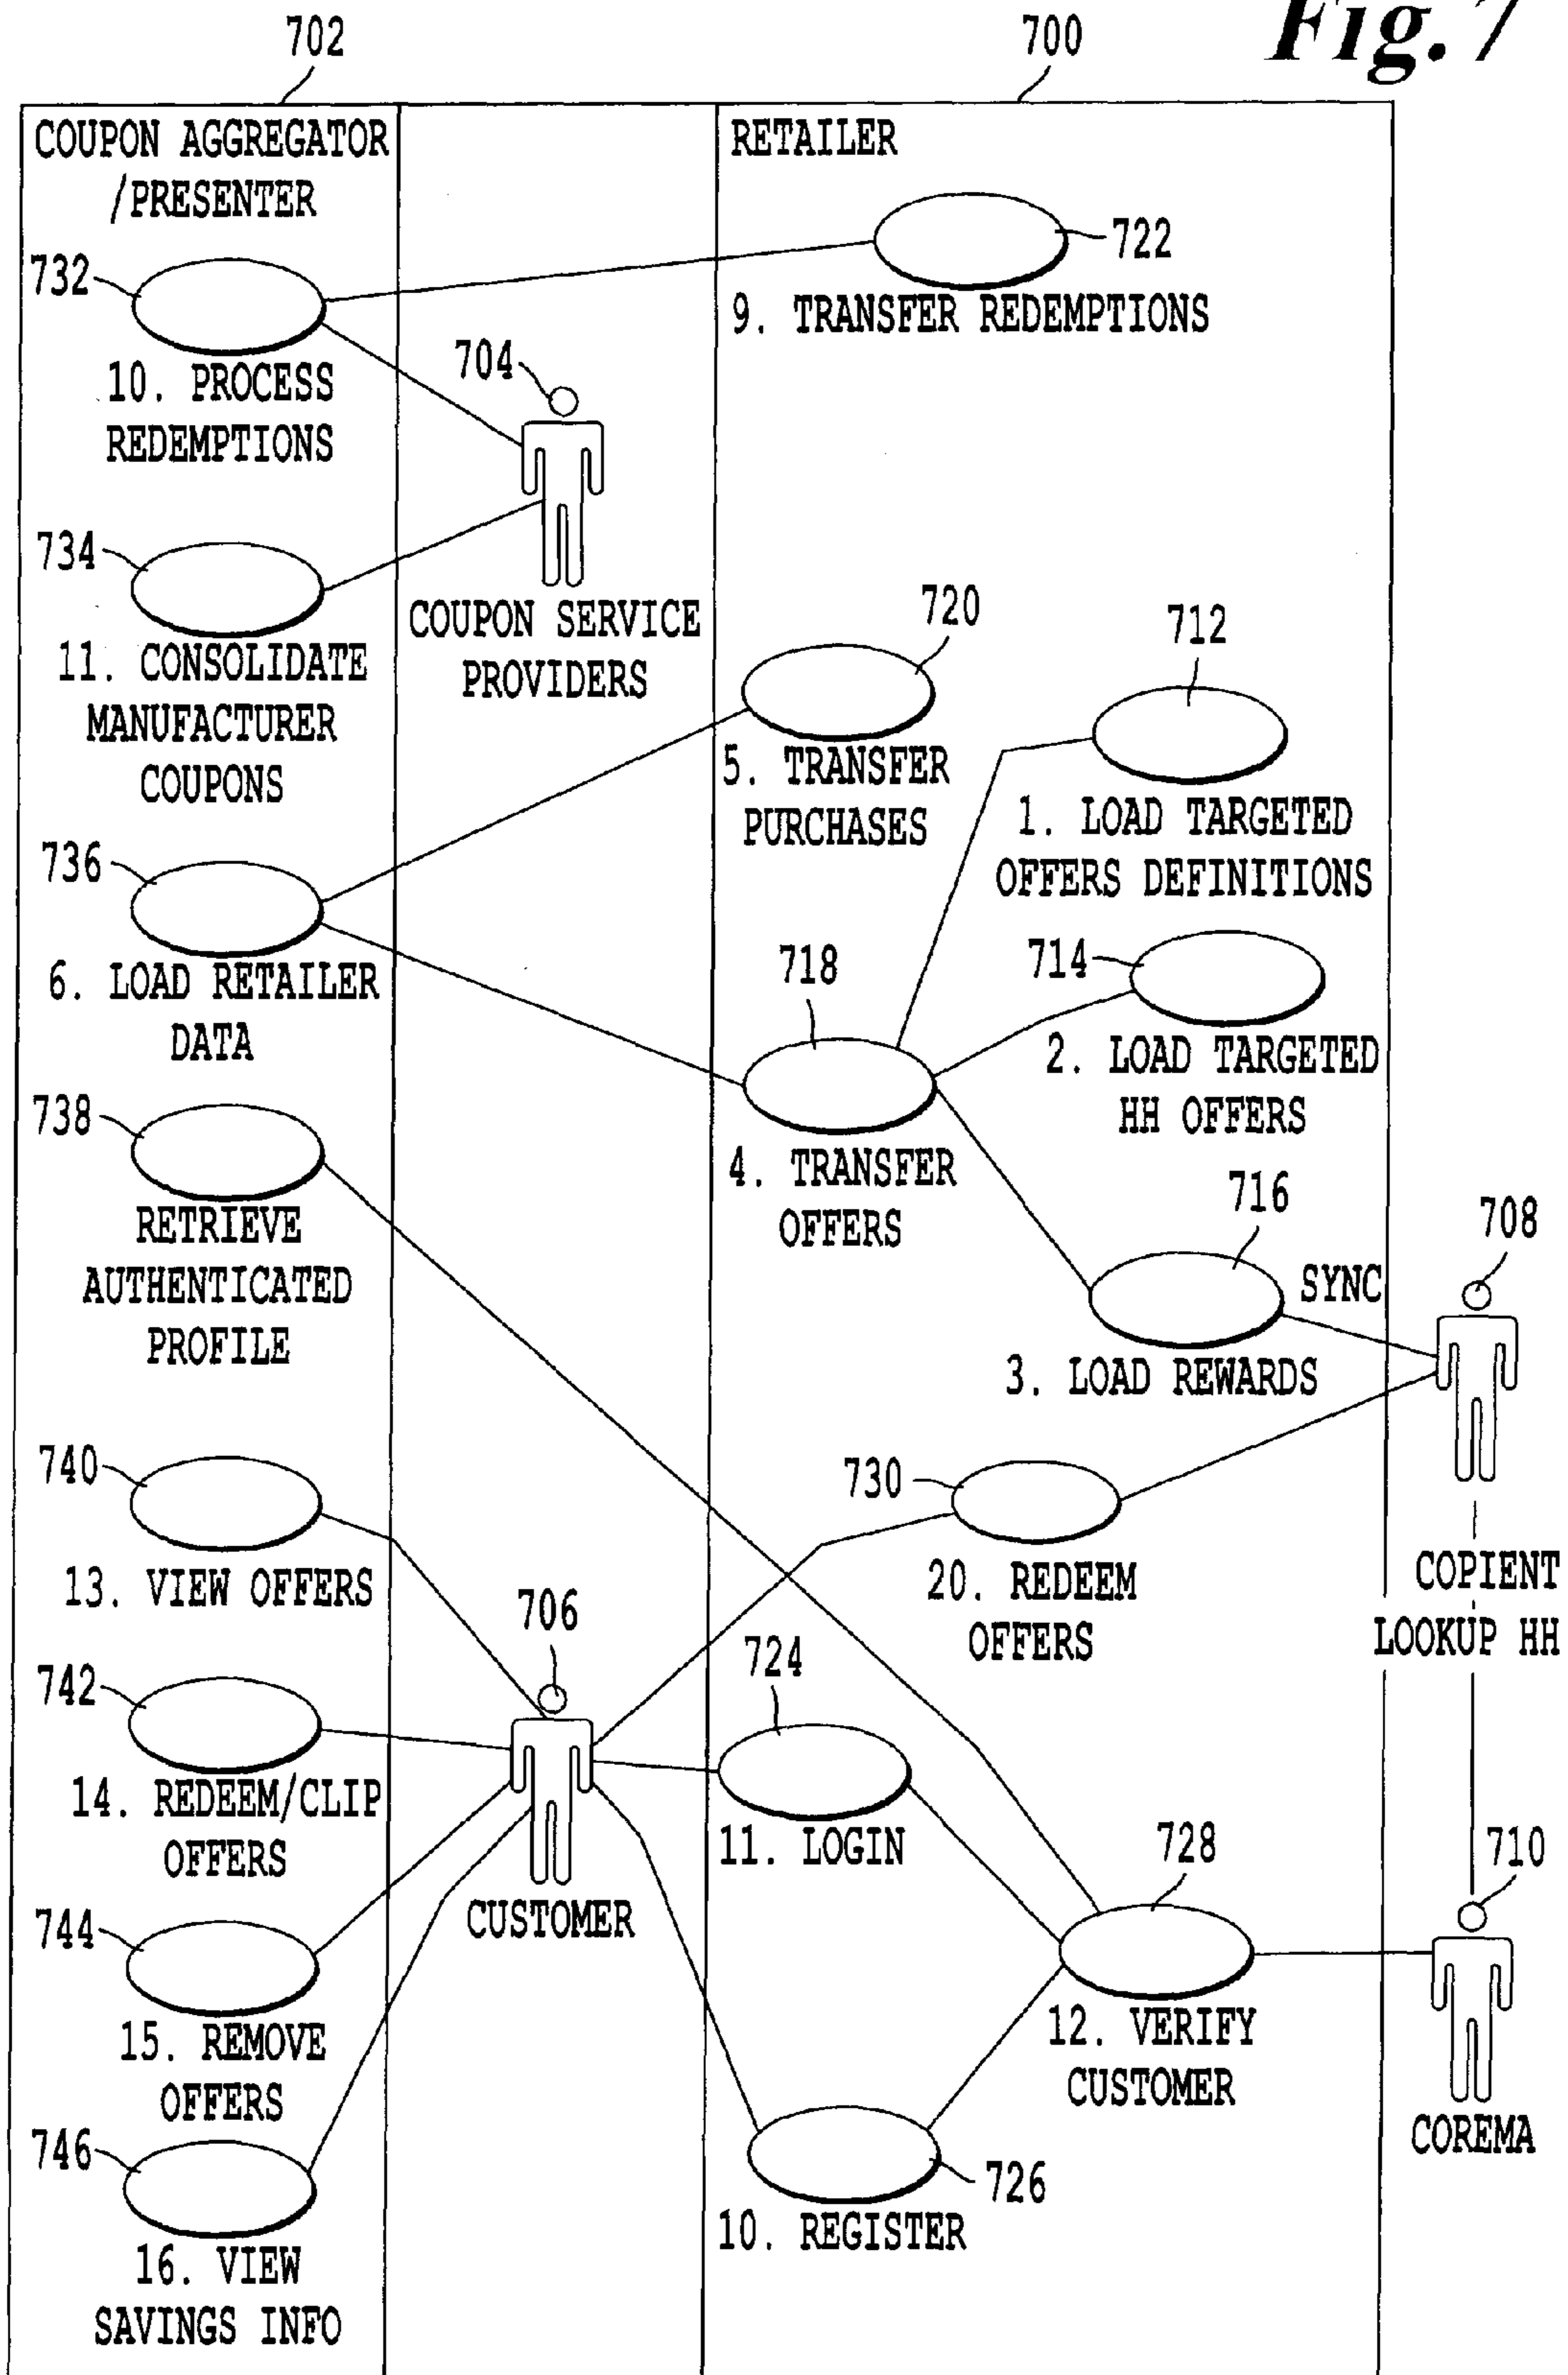 Fig. 7
702
700
COUPON AGGREGATOR
/PRESENTER
RETAILER
732
722
10. PROCESS
REDEMPTIONS
9. TRANSFER REDEMPTIONS
704
COUPON SERVICE
PROVIDERS
734
11. CONSOLIDATE
MANUFACTURER
COUPONS
720
5. TRANSFER
PURCHASES
712
1. LOAD TARGETED
OFFERS DEFINITIONS
736
6. LOAD RETAILER
DATA
718
4. TRANSFER
OFFERS
714
2. LOAD TARGETED
HH OFFERS
738
RETRIEVE
AUTHENTICATED
PROFILE
716
SYNC
3. LOAD REWARDS
708
COPIENT
LOOKUP HH
740
13. VIEW OFFERS
730
20. REDEEM
OFFERS
706
CUSTOMER
742
14. REDEEM/CLIP
OFFERS
724
11. LOGIN
728
12. VERIFY
CUSTOMER
710
COREMA
744
15. REMOVE
OFFERS
726
10. REGISTER
746
16. VIEW
SAVINGS INFO